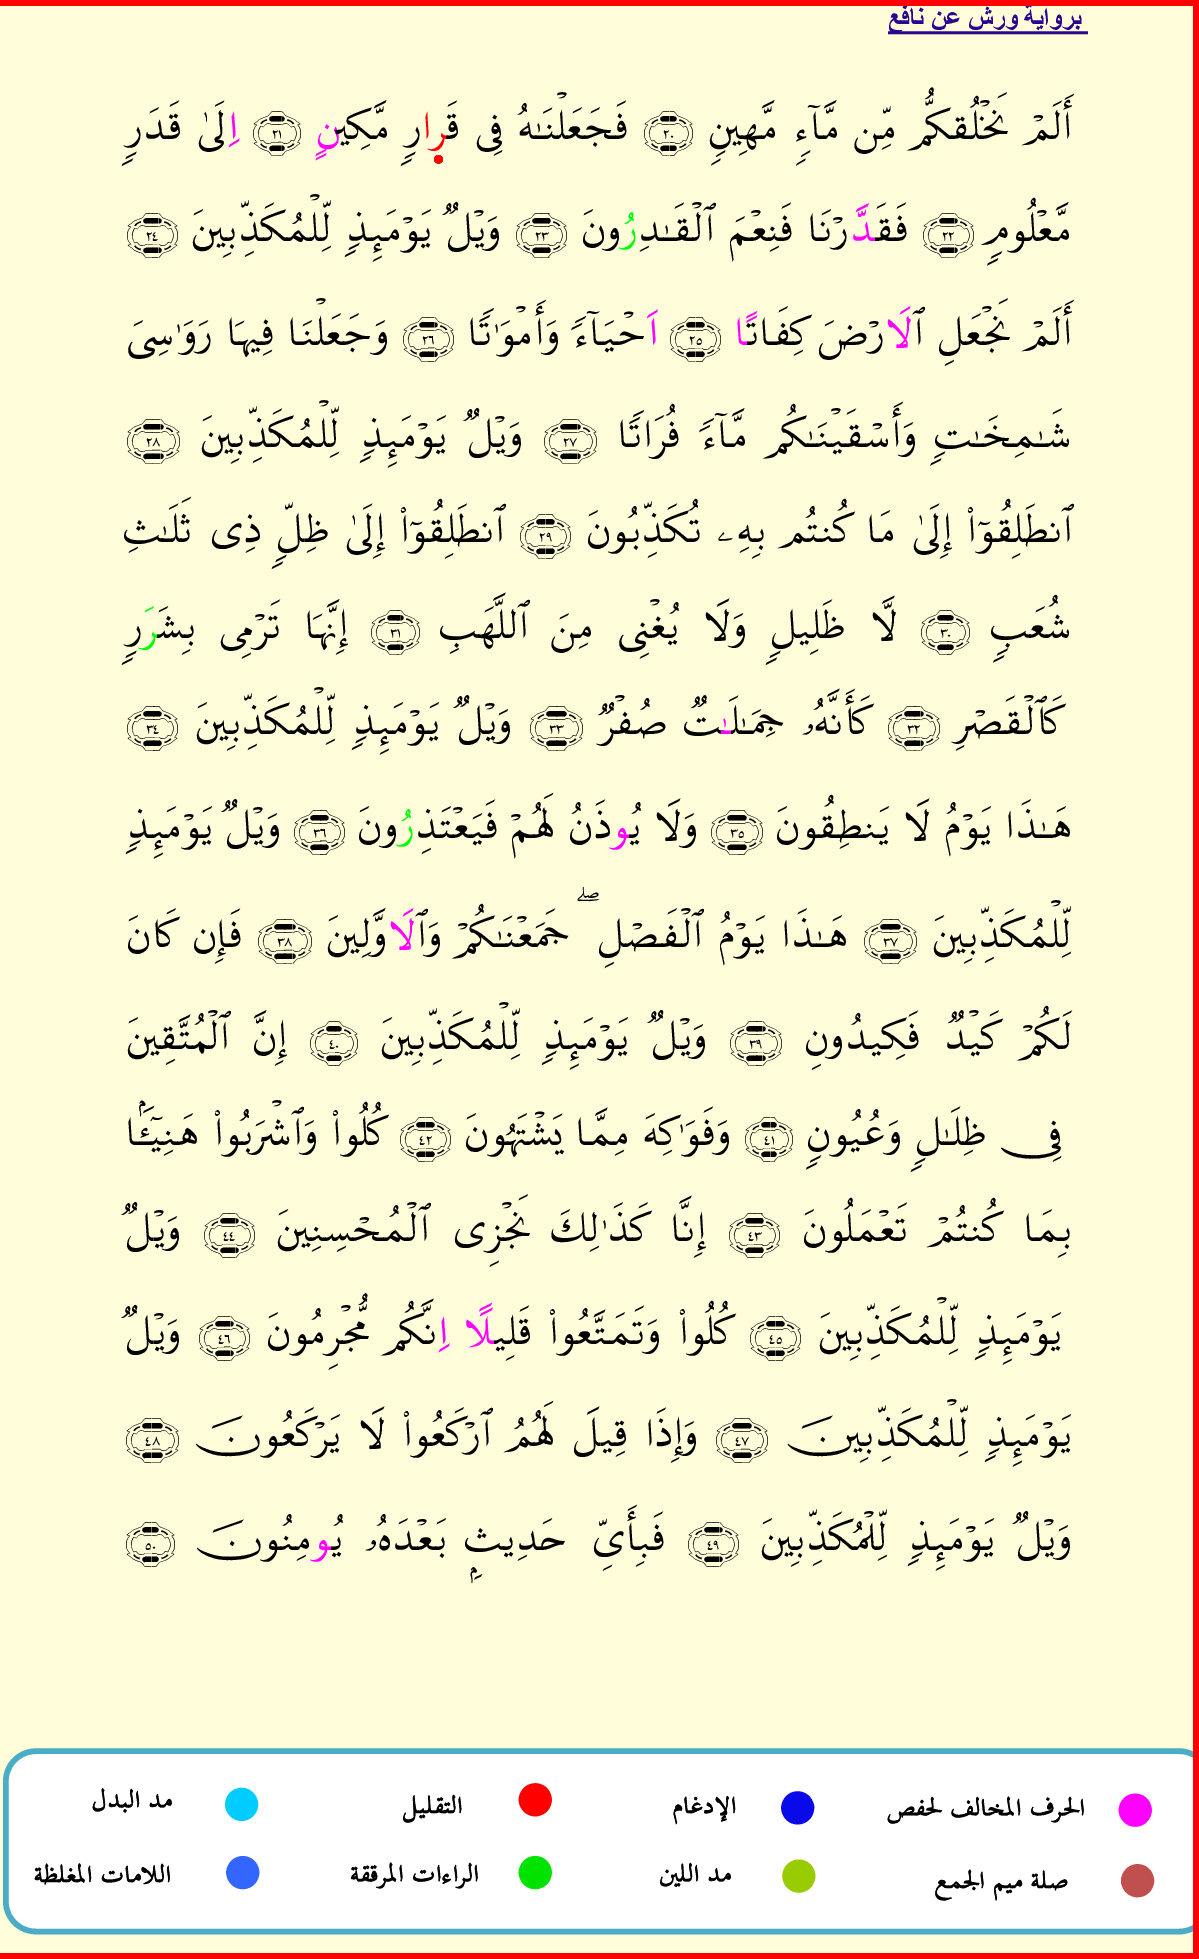 برواية ورش عن نافع
أَلَمْ نَخْلُقكُّم مِّن مَّآءٍ مَّهِينٍ ٢٠ فَجَعَلْنَٰهُ فِى قَرارٍ مَّكِينٍ ٢١ اِلَىٰ قَدَرٍ
مَّعْلُومٍ ٢٢ فَقَدَّرْنَا فَنِعْمَ ٱلْقَٰدِرُونَ ٢٣ وَيْلٌ يَوْمَئِذٍ لِّلْمُكَذِّبِينَ ٢٤
أَلَمْ نَجْعَلِ ٱلَارْضَ كِفَاتًا ٢٥ اَحْيَآءً وَأَمْوَٰتًا ٢٦ وَجَعَلْنَا فِيهَا رَوَٰسِىَ
شَٰمِخَٰتٍ وَأَسْقَيْنَٰكُم مَّآءً فُرَاتًا ٢٧ وَيْلٌ يَوْمَئِذٍ لِّلْمُكَذِّبِينَ ٢٨
ٱنطَلِقُوٓا۟ إِلَىٰ مَا كُنتُم بِهِۦ تُكَذِّبُونَ ٢٩ ٱنطَلِقُوٓا۟ إِلَىٰ ظِلٍّ ذِى ثَلَٰثِ
شُعَبٍ ٣٠ لَّا ظَلِيلٍ وَلَا يُغْنِى مِنَ ٱللَّهَبِ ٣١ إِنَّهَا تَرْمِى بِشَرَرٍ
كَٱلْقَصْرِ ٣٢ كَأَنَّهُۥ جِمَٰلَٰتٌ صُفْرٌ ٣٣ وَيْلٌ يَوْمَئِذٍ لِّلْمُكَذِّبِينَ ٣٤
هَٰذَا يَوْمُ لَا يَنطِقُونَ ٣٥ وَلَا يُوذَنُ لَهُمْ فَيَعْتَذِرُونَ ٣٦ وَيْلٌ يَوْمَئِذٍ
لِّلْمُكَذِّبِينَ ٣٧ هَٰذَا يَوْمُ ٱلْفَصْلِ ۖ جَمَعْنَٰكُمْ وَٱلَاوَّلِينَ ٣٨ فَإِن كَانَ
لَكُمْ كَيْدٌ فَكِيدُونِ ٣٩ وَيْلٌ يَوْمَئِذٍ لِّلْمُكَذِّبِينَ ٤٠ إِنَّ ٱلْمُتَّقِينَ
فِى ظِلَٰلٍ وَعُيُونٍ ٤١ وَفَوَٰكِهَ مِمَّا يَشْتَهُونَ ٤٢ كُلُوا۟ وَٱشْرَبُوا۟ هَنِيٓـًٔۢا
بِمَا كُنتُمْ تَعْمَلُونَ ٤٣ إِنَّا كَذَٰلِكَ نَجْزِى ٱلْمُحْسِنِينَ ٤٤ وَيْلٌ
يَوْمَئِذٍ لِّلْمُكَذِّبِينَ ٤٥ كُلُوا۟ وَتَمَتَّعُوا۟ قَلِيلًا اِنَّكُم مُّجْرِمُونَ ٤٦ وَيْلٌ
يَوْمَئِذٍ لِّلْمُكَذِّبِينَ ٤٧ وَإِذَا قِيلَ لَهُمُ ٱرْكَعُوا۟ لَا يَرْكَعُونَ ٤٨
وَيْلٌ يَوْمَئِذٍ لِّلْمُكَذِّبِينَ ٤٩ فَبِأَىِّ حَدِيثٍۭ بَعْدَهُۥ يُومِنُونَ ٥٠
الحرف المخالف لحفص الإدغام التقليل مد البدل
صلة ميم الجمع مد اللين الراءات المرققة اللامات المغلظة